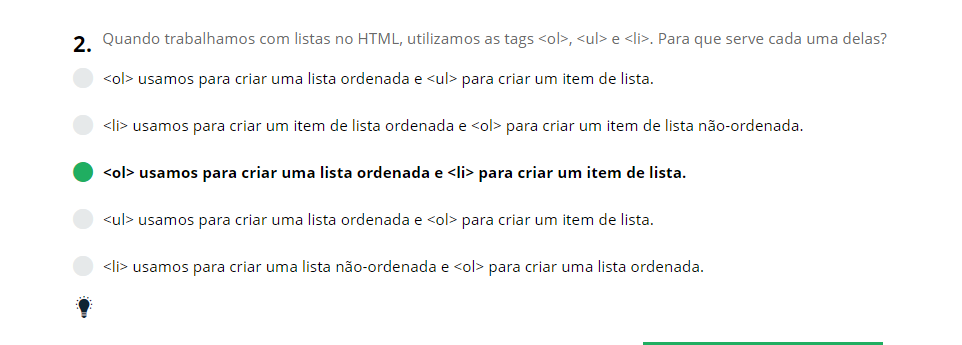 2. Quando trabalhamos com listas no HTML, utilizamos as tags <ol>, <ul> e <li>. Para que serve cada uma delas?
<ol> usamos para criar uma lista ordenada e <ul> para criar um item de lista.
<li> usamos para criar um item de lista ordenada e <ol> para criar um item de lista não-ordenada.
<ol> usamos para criar uma lista ordenada e <li> para criar um item de lista.
<ul> usamos para criar uma lista ordenada e <ol> para criar um item de lista.
<li> usamos para criar uma lista não-ordenada e <ol> para criar uma lista ordenada.